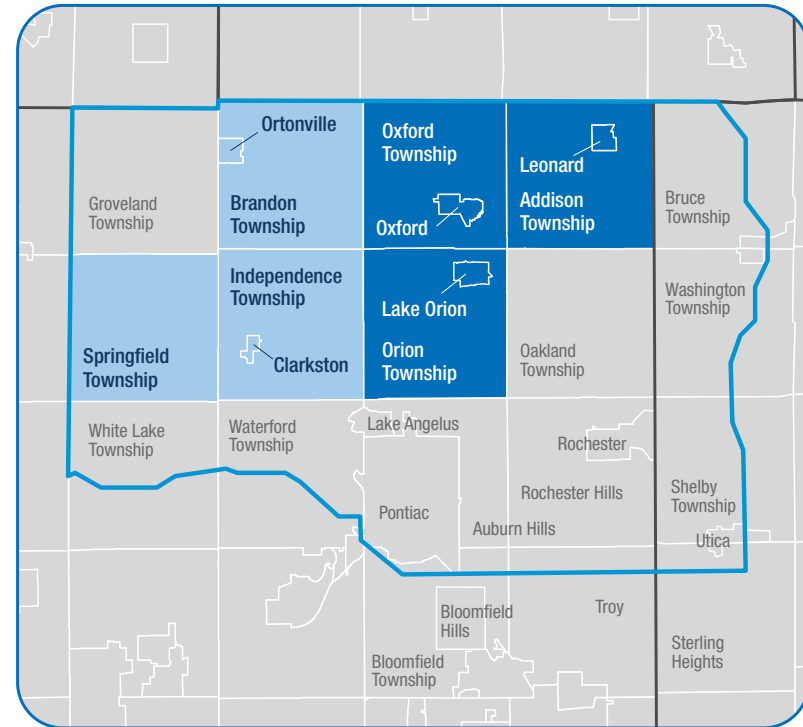 Ortonville
Oxford
Township
Leonard
Groveland
Township
Brandon
Township
Oxford
Addison
Township
Bruce
Township
Independence
Township
Lake Orion
Washington
Township
Springfield
Township
Clarkston
Orion
Township
Oakland
Township
White Lake
Township
Waterford
Township
Lake Angelus
Rochester
Pontiac
Rochester Hills
Shelby
Township
Auburn Hills
Utica
Bloomfield
Hills
Troy
Bloomfield
Township
Sterling
Heights